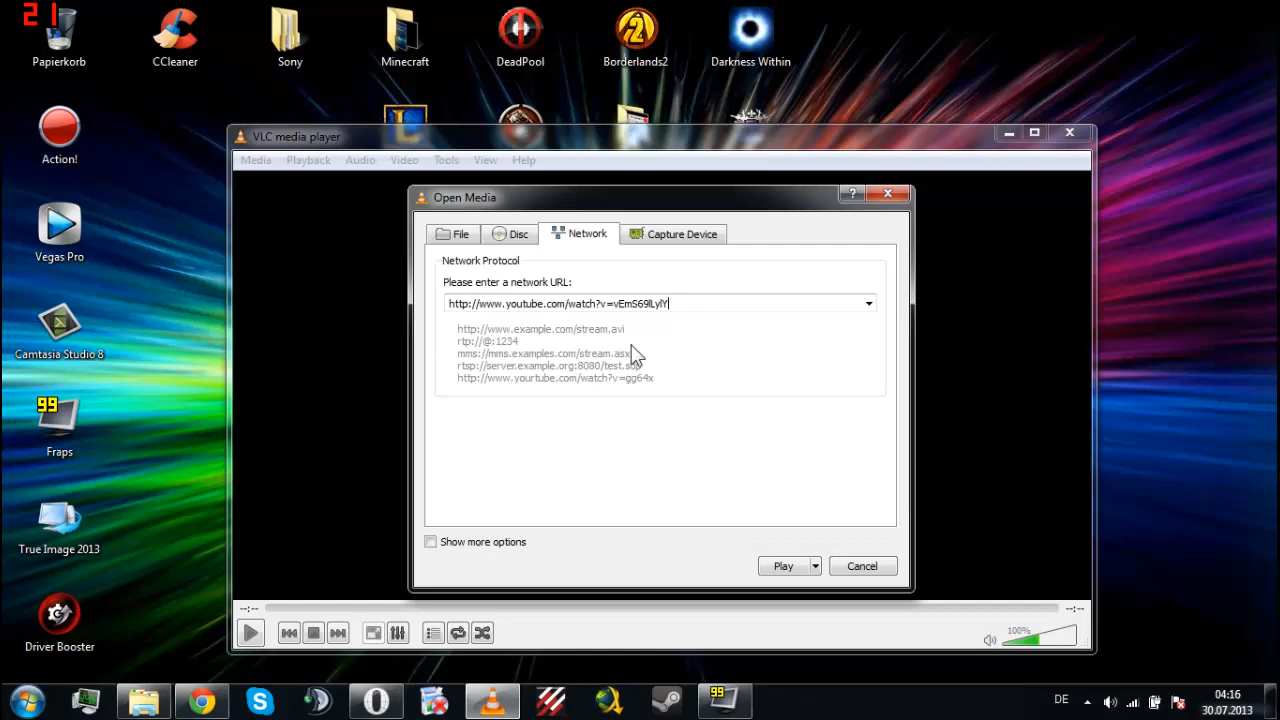 21
Papierkorb
CCleaner
Sony
Minecraft
DeadPool
Borderlands2
Darkness Within
Action!
Vegas Pro
Camtasia Studio 8
99
Fraps
True Image 2013
Driver Booster
VLC media player
Media Playback Audio Video Tools View Help
Open Media
File Disc Network Capture Device
Network Protocol
Please enter a network URL:
http://www.youtube.com/watch?v=vEmS69lLylY
http://www.example.com/stream.avi
rtp://@:1234
mms://mms.examples.com/stream.asx
rtsp://server.example.org:8080/test.sdp
http://www.yourtube.com/watch?v=gg64x
Show more options
Play Cancel
--:-- --:--
100%
99
DE
04:16
30.07.2013